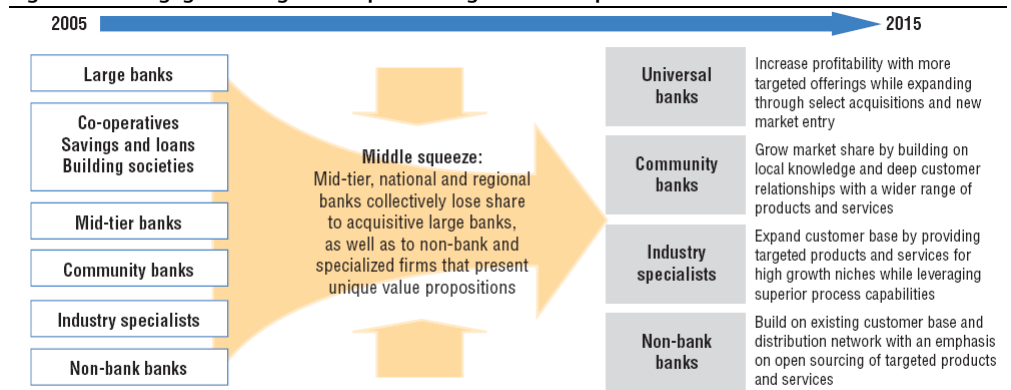 2005
2015
Large banks
Co-operatives
Savings and loans
Building societies
Mid-tier banks
Community banks
Industry specialists
Non-bank banks
Middle squeeze:
Mid-tier, national and regional
banks collectively lose share
to acquisitive large banks,
as well as to non-bank and
specialized firms that present
unique value propositions
Universal
banks
Increase profitability with more
targeted offerings while expanding
through select acquisitions and new
market entry
Community
banks
Grow market share by building on
local knowledge and deep customer
relationships with a wider range of
products and services
Industry
specialists
Expand customer base by providing
targeted products and services for
high growth niches while leveraging
superior process capabilities
Non-bank
banks
Build on existing customer base and
distribution network with an emphasis
on open sourcing of targeted products
and services